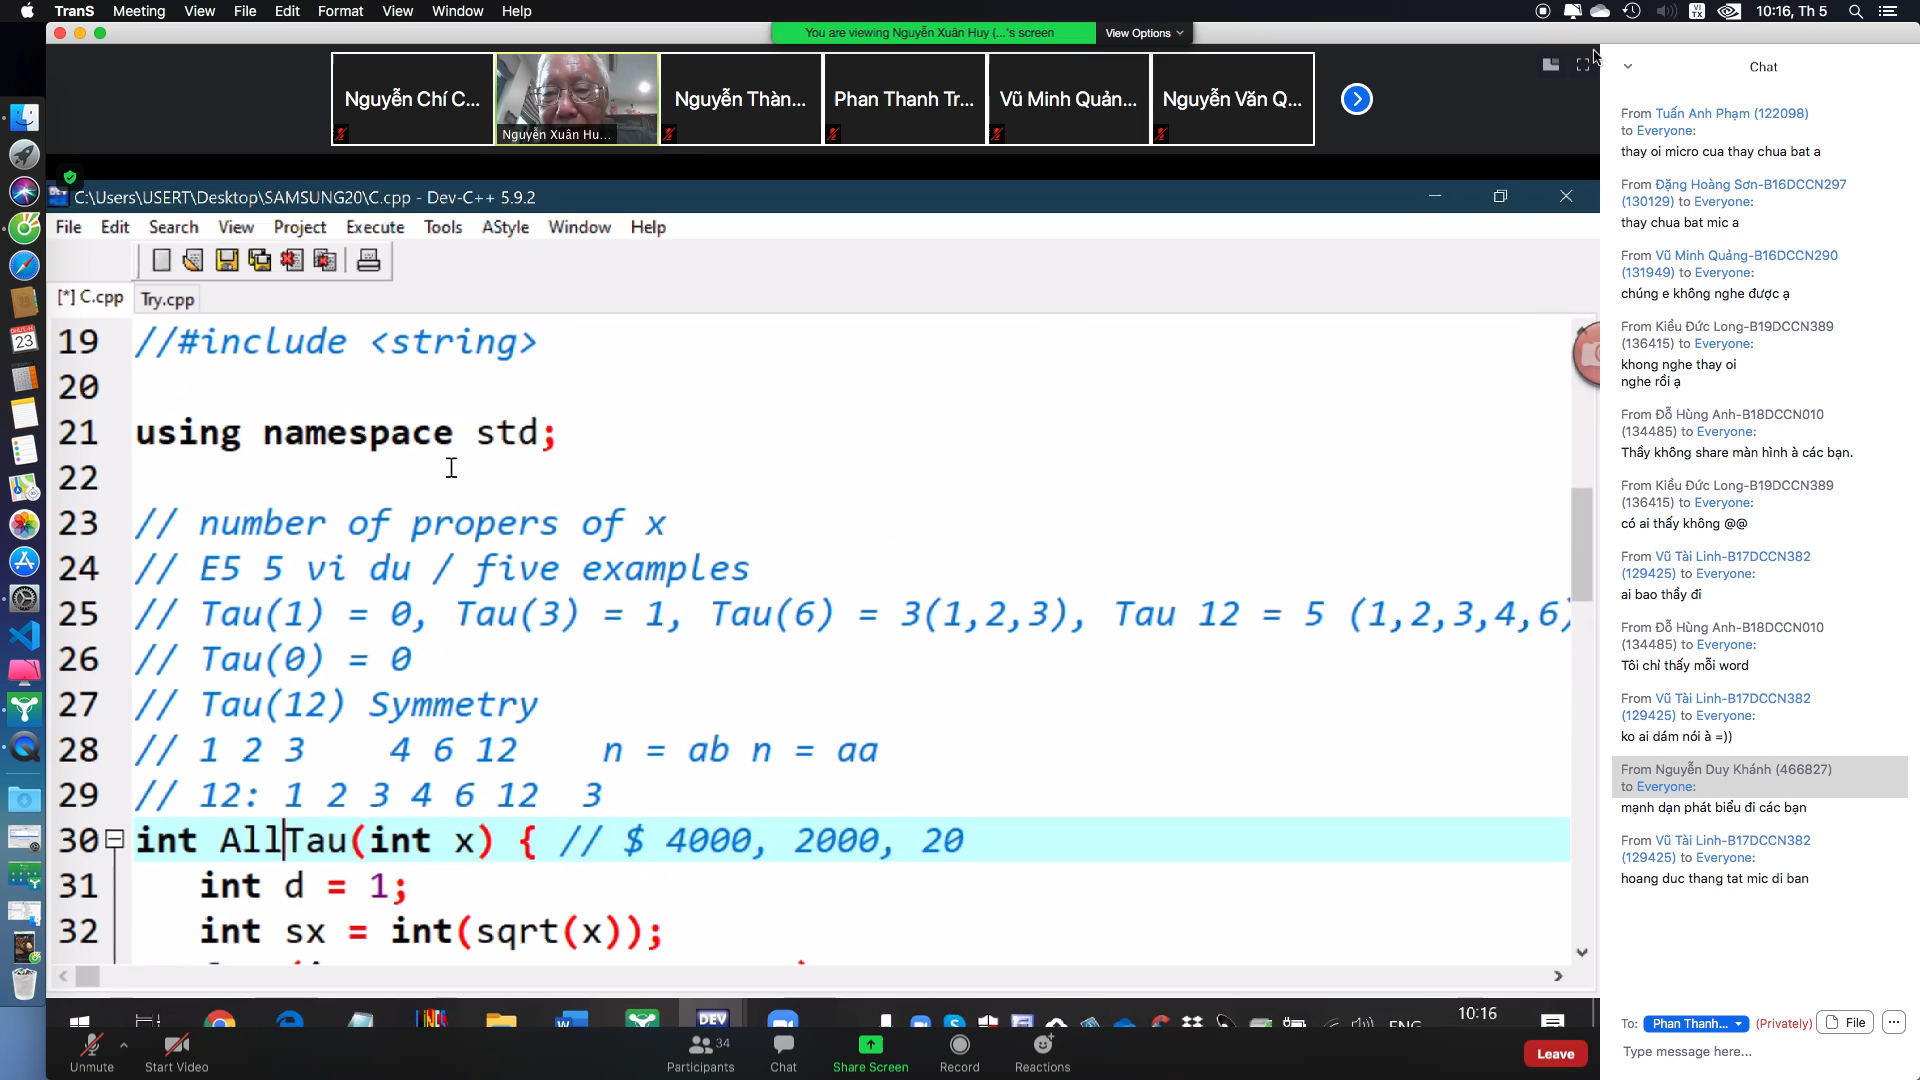 TranS Meeting View File Edit Format View Window Help
10:16, Th 5
You are viewing Nguyễn Xuân Huy (...'s screen
View Options
Nguyễn Chí C...
Nguyễn Xuân Hu...
Nguyễn Thàn...
Phan Thanh Tr...
Vũ Minh Quản...
Nguyễn Văn Q...
C:\Users\USERT\Desktop\SAMSUNG20\C.cpp - Dev-C++ 5.9.2
File Edit Search View Project Execute Tools AStyle Window Help
[*] C.cpp Try.cpp
19 //#include <string>
20
21 using namespace std;
22
23 // number of propers of x
24 // E5 5 vi du / five examples
25 // Tau(1) = 0, Tau(3) = 1, Tau(6) = 3(1,2,3), Tau 12 = 5 (1,2,3,4,6)
26 // Tau(0) = 0
27 // Tau(12) Symmetry
28 // 1 2 3 4 6 12 n = ab n = aa
29 // 12: 1 2 3 4 6 12 3
30 int AllTau(int x) { // $ 4000, 2000, 20
31 int d = 1;
32 int sx = int(sqrt(x));
DEV
ENG
10:16
Unmute
Start Video
Participants
34
Chat
Share Screen
Record
Reactions
Leave
Chat
From Tuấn Anh Phạm (122098)
to Everyone:
thay oi micro cua thay chua bat a
From Đặng Hoàng Sơn-B16DCCN297
(130129) to Everyone:
thay chua bat mic a
From Vũ Minh Quảng-B16DCCN290
(131949) to Everyone:
chúng e không nghe được ạ
From Kiều Đức Long-B19DCCN389
(136415) to Everyone:
khong nghe thay oi
nghe rồi ạ
From Đỗ Hùng Anh-B18DCCN010
(134485) to Everyone:
Thầy không share màn hình à các bạn.
From Kiều Đức Long-B19DCCN389
(136415) to Everyone:
có ai thấy không @@
From Vũ Tài Linh-B17DCCN382
(129425) to Everyone:
ai bao thầy đi
From Đỗ Hùng Anh-B18DCCN010
(134485) to Everyone:
Tôi chỉ thấy mỗi word
From Vũ Tài Linh-B17DCCN382
(129425) to Everyone:
ko ai dám nói à =))
From Nguyễn Duy Khánh (466827)
to Everyone:
mạnh dạn phát biểu đi các bạn
From Vũ Tài Linh-B17DCCN382
(129425) to Everyone:
hoang duc thang tat mic di ban
To: Phan Thanh... (Privately) File ...
Type message here...